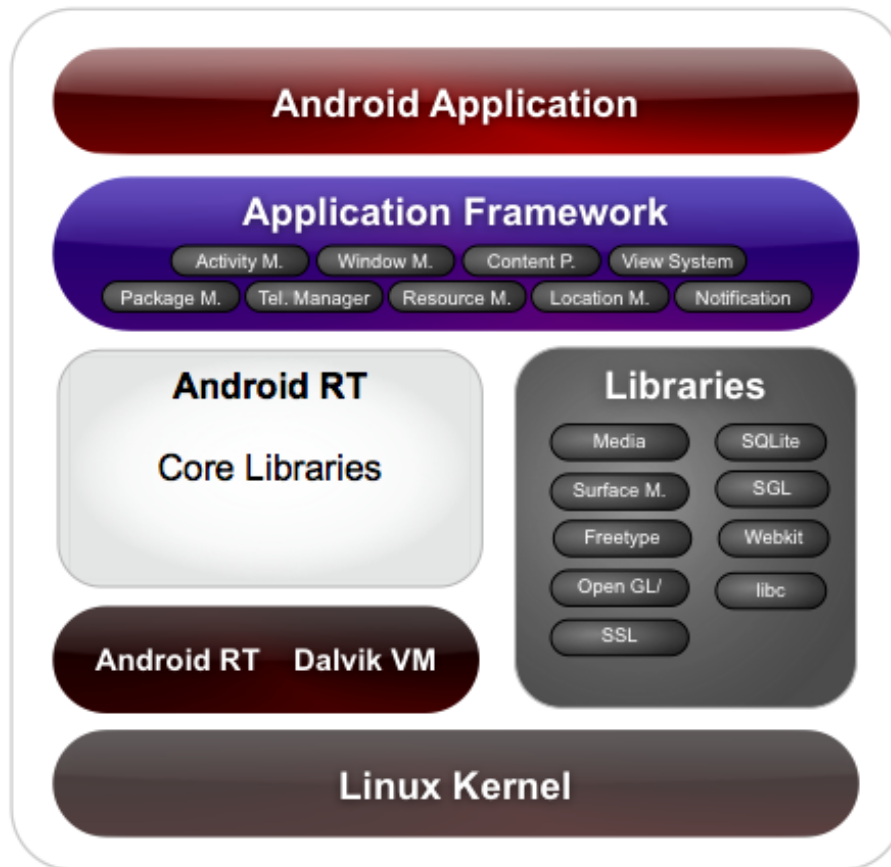 Android Application
Application Framework
Activity M. Window M. Content P. View System
Package M. Tel. Manager Resource M. Location M. Notification
Android RT
Core Libraries
Libraries
Media SQLite
Surface M. SGL
Freetype Webkit
Open GL/ libc
SSL
Android RT Dalvik VM
Linux Kernel